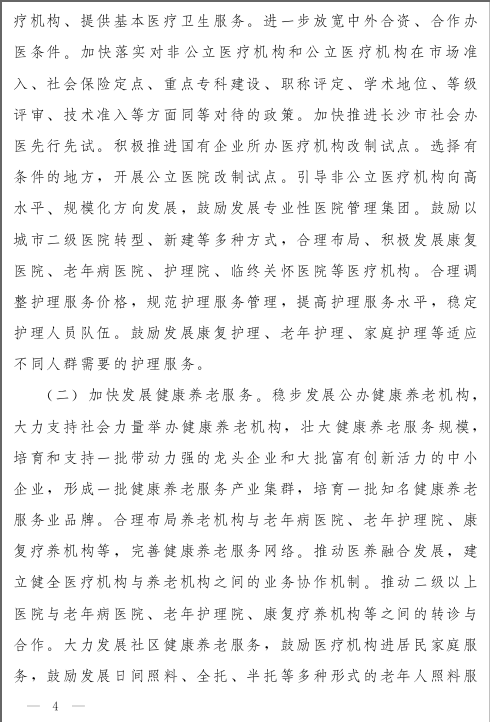 疗机构、提供基本医疗卫生服务。进一步放宽中外合资、合作办
医条件。加快落实对非公立医疗机构和公立医疗机构在市场准
入、社会保险定点、重点专科建设、职称评定、学术地位、等级
评审、技术准入等方面同等对待的政策。加快推进长沙市社会办
医先行先试。积极推进国有企业所办医疗机构改制试点。选择有
条件的地方，开展公立医院改制试点。引导非公立医疗机构向高
水平、规模化方向发展，鼓励发展专业性医院管理集团。鼓励以
城市二级医院转型、新建等多种方式，合理布局、积极发展康复
医院、老年病医院、护理院、临终关怀医院等医疗机构。合理调
整护理服务价格，规范护理服务管理，提高护理服务水平，稳定
护理人员队伍。鼓励发展康复护理、老年护理、家庭护理等适应
不同人群需要的护理服务。
（二）加快发展健康养老服务。稳步发展公办健康养老机构，
大力支持社会力量举办健康养老机构，壮大健康养老服务规模，
培育和支持一批带动力强的龙头企业和大批富有创新活力的中小
企业，形成一批健康养老服务产业集群，培育一批知名健康养老
服务业品牌。合理布局养老机构与老年病医院、老年护理院、康
复疗养机构等，完善健康养老服务网络。推动医养融合发展，建
立健全医疗机构与养老机构之间的业务协作机制。推动二级以上
医院与老年病医院、老年护理院、康复疗养机构等之间的转诊与
合作。大力发展社区健康养老服务，鼓励医疗机构进居民家庭服
务，鼓励发展日间照料、全托、半托等多种形式的老年人照料服
— 4 —